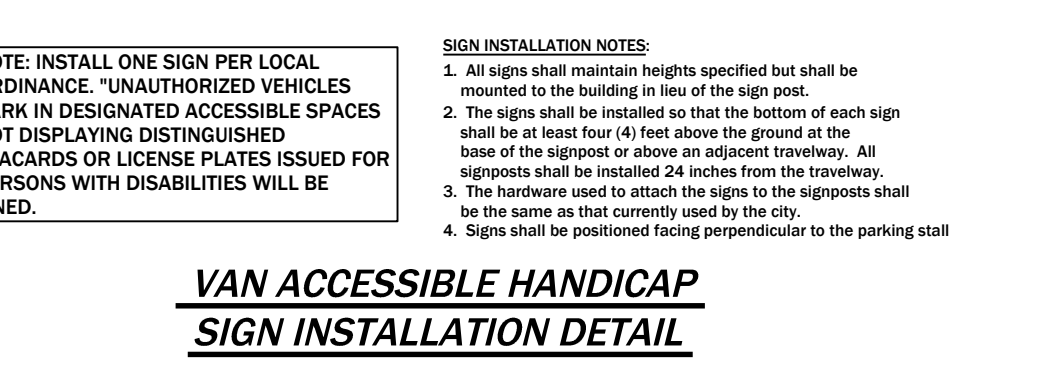 OTE: INSTALL ONE SIGN PER LOCAL
RDINANCE. "UNAUTHORIZED VEHICLES
ARK IN DESIGNATED ACCESSIBLE SPACES
OT DISPLAYING DISTINGUISHED
ACARDS OR LICENSE PLATES ISSUED FOR
ERSONS WITH DISABILITIES WILL BE
NED.
SIGN INSTALLATION NOTES:
1. All signs shall maintain heights specified but shall be
mounted to the building in lieu of the sign post.
2. The signs shall be installed so that the bottom of each sign
shall be at least four (4) feet above the ground at the
base of the signpost or above an adjacent travelway. All
signposts shall be installed 24 inches from the travelway.
3. The hardware used to attach the signs to the signposts shall
be the same as that currently used by the city.
4. Signs shall be positioned facing perpendicular to the parking stall
VAN ACCESSIBLE HANDICAP
SIGN INSTALLATION DETAIL